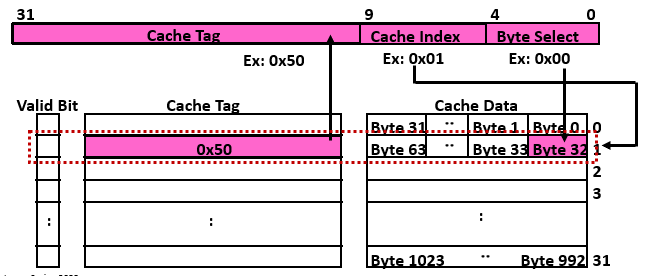 31 9 4 0
Cache Tag Cache Index Byte Select
Ex: 0x50 Ex: 0x01 Ex: 0x00
Valid Bit Cache Tag Cache Data
Byte 31 ¨ Byte 1 Byte 0 0
0x50 Byte 63 ¨ Byte 33 Byte 32 1
2
3
: : :
Byte 1023 ¨ Byte 992 31